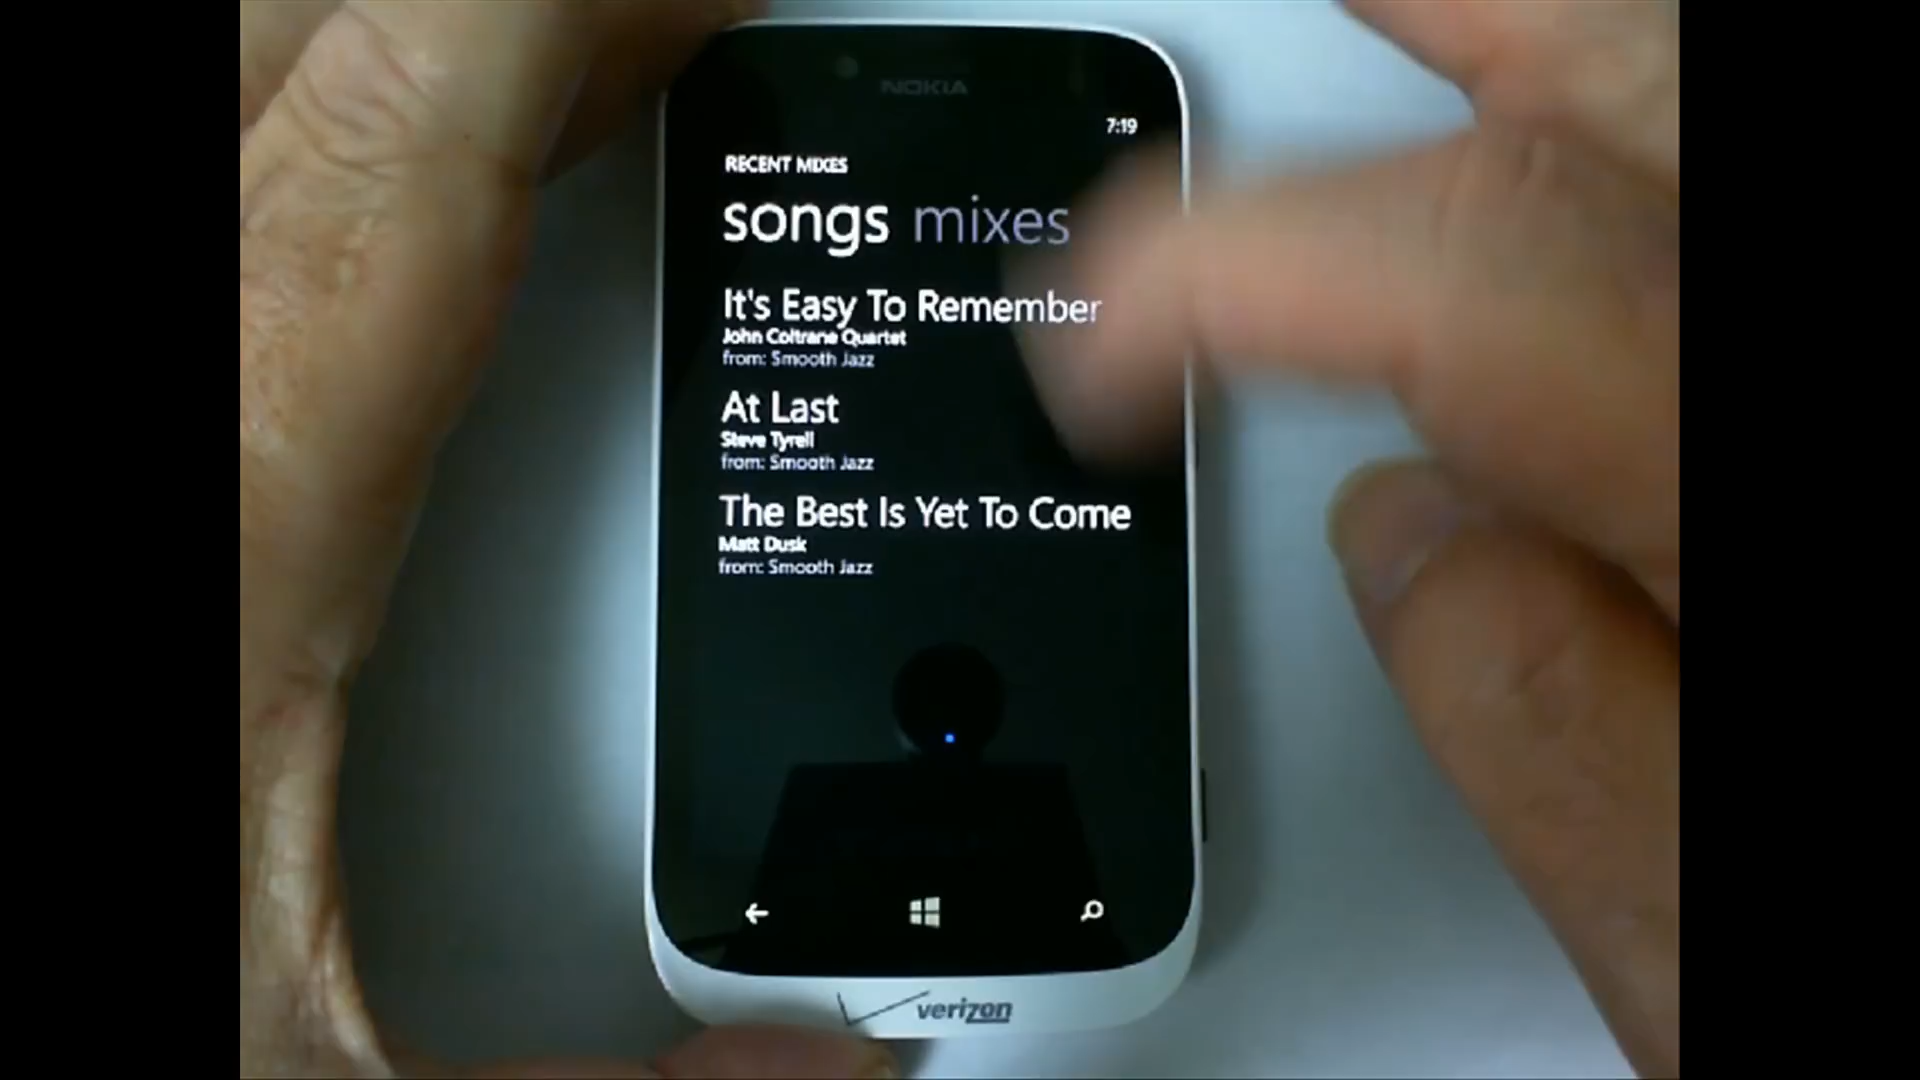 NOKIA
7:19
RECENT MIXES
songs mixes
It's Easy To Remember
John Coltrane Quartet
from: Smooth Jazz
At Last
Steve Tyrell
from: Smooth Jazz
The Best Is Yet To Come
Matt Dusk
from: Smooth Jazz
verizon